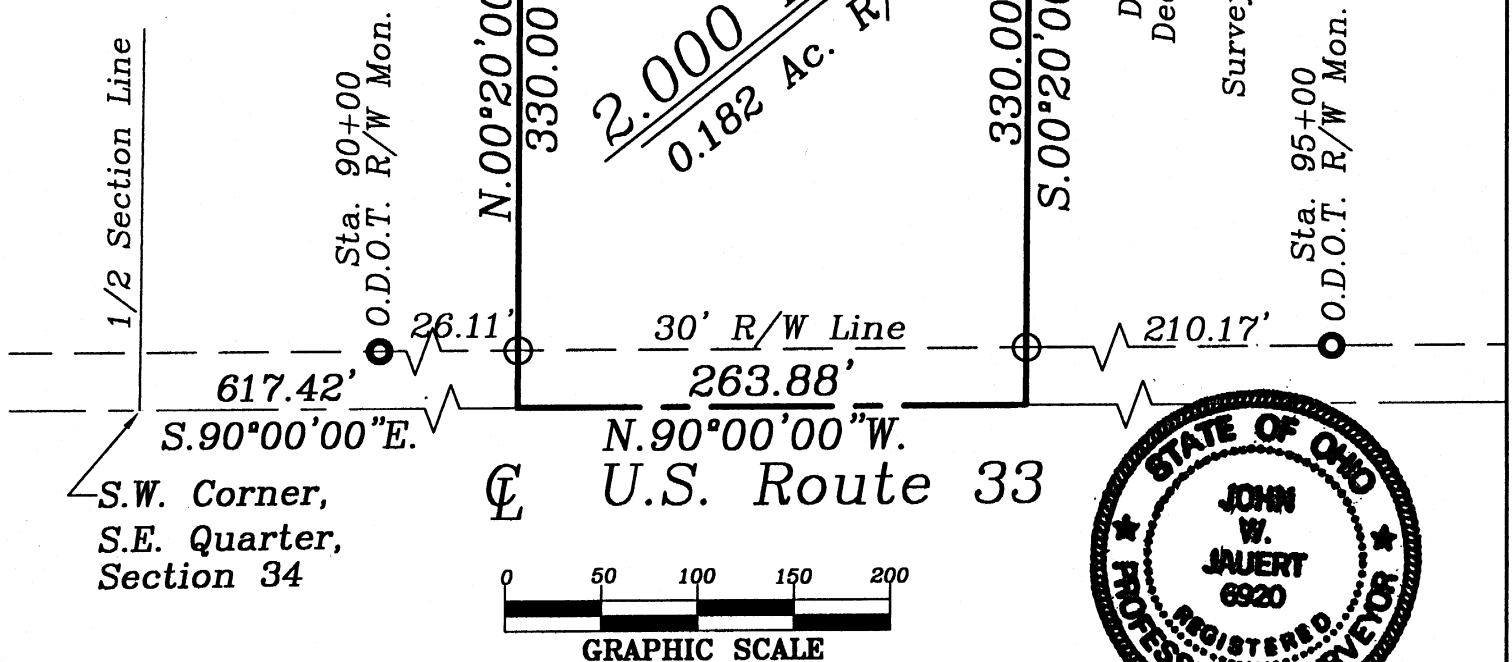 1/2 Section Line
Sta. 90+00
O.D.O.T. R/W Mon.
N.00°20'00
330.00
2.000
0.182 Ac. R/
330.00
S.00°20'00
Survey
Sta. 95+00
O.D.O.T. R/W Mon.
26.11'
30' R/W Line
210.17'
617.42'
263.88'
S.90°00'00"E.
N.90°00'00"W.
S.W. Corner,
S.E. Quarter,
Section 34
℄ U.S. Route 33
0 50 100 150 200
GRAPHIC SCALE
STATE OF OHIO
JOHN
W.
JAUERT
6920
REGISTERED